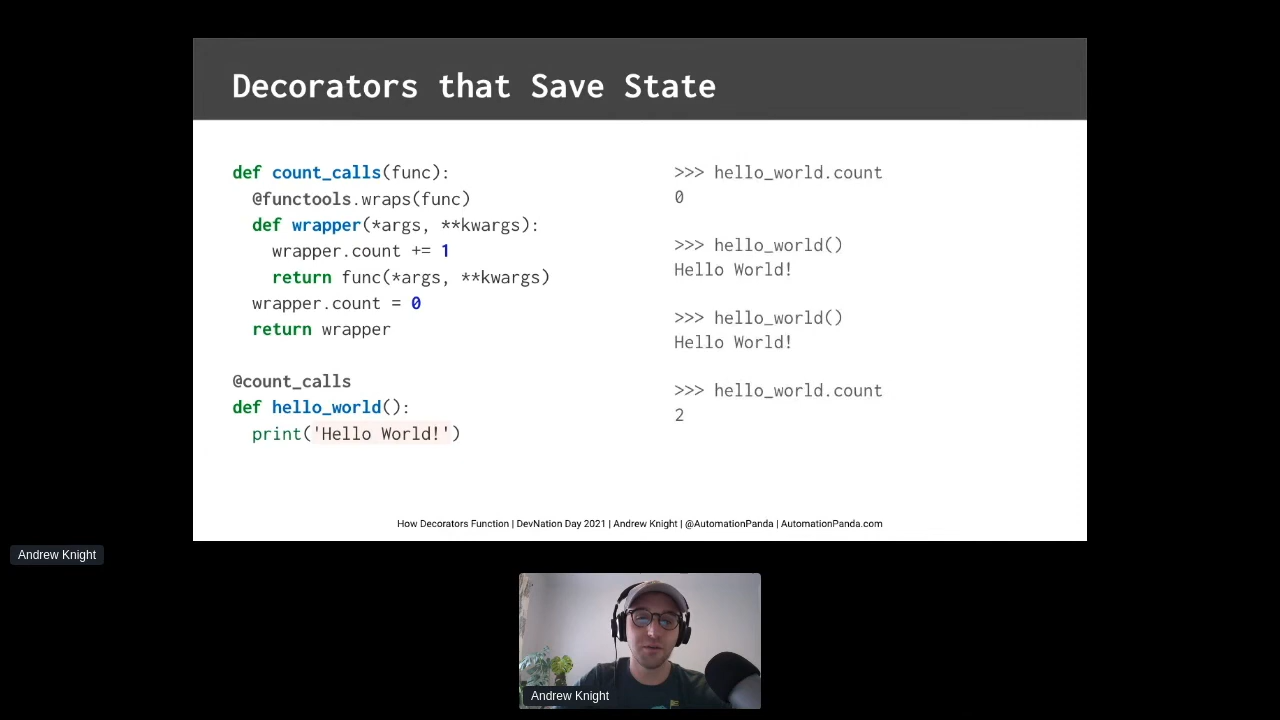 Decorators that Save State
def count_calls(func):
@functools.wraps(func)
def wrapper(*args, **kwargs):
wrapper.count += 1
return func(*args, **kwargs)
wrapper.count = 0
return wrapper
@count_calls
def hello_world():
print('Hello World!')
>>> hello_world.count
0
>>> hello_world()
Hello World!
>>> hello_world()
Hello World!
>>> hello_world.count
2
How Decorators Function | DevNation Day 2021 | Andrew Knight | @AutomationPanda | AutomationPanda.com
Andrew Knight
Andrew Knight